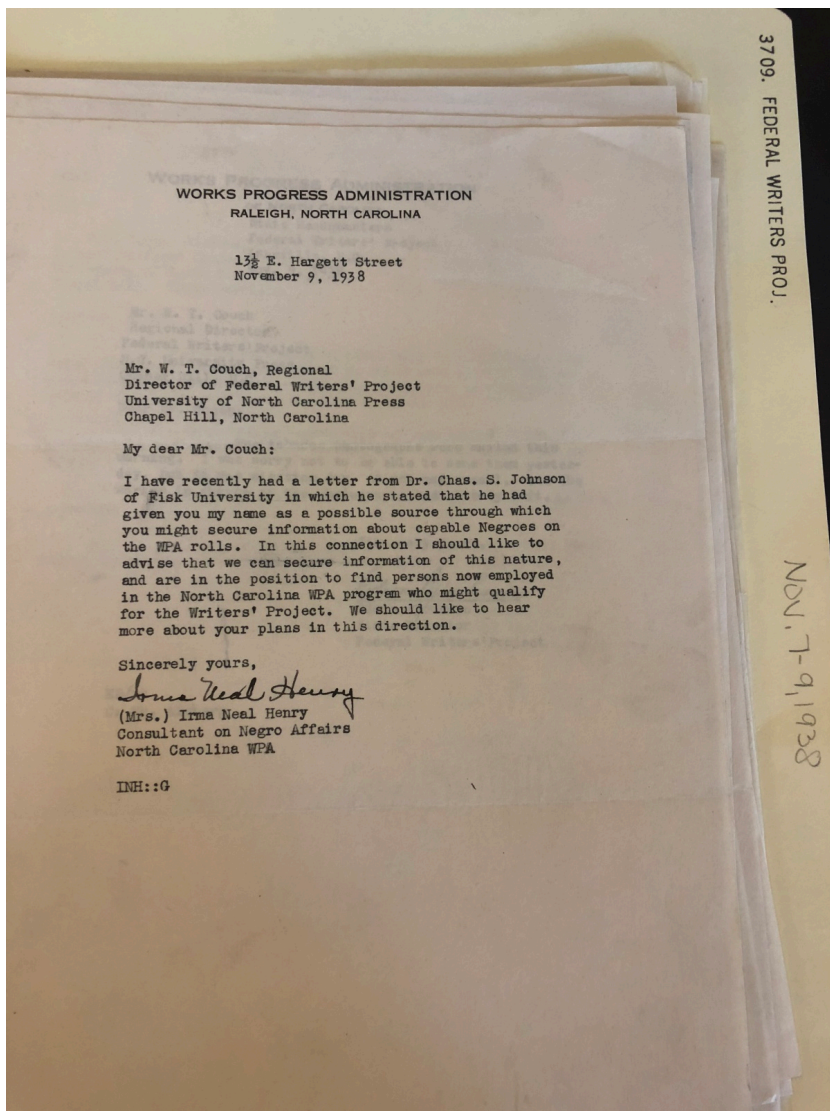 WORKS PROGRESS ADMINISTRATION
RALEIGH, NORTH CAROLINA
13½ E. Hargett Street
November 9, 1938
Mr. W. T. Couch, Regional
Director of Federal Writers' Project
University of North Carolina Press
Chapel Hill, North Carolina
My dear Mr. Couch:
I have recently had a letter from Dr. Chas. S. Johnson
of Fisk University in which he stated that he had
given you my name as a possible source through which
you might secure information about capable Negroes on
the WPA rolls. In this connection I should like to
advise that we can secure information of this nature,
and are in the position to find persons now employed
in the North Carolina WPA program who might qualify
for the Writers' Project. We should like to hear
more about your plans in this direction.
Sincerely yours,
Irma Neal Henry
(Mrs.) Irma Neal Henry
Consultant on Negro Affairs
North Carolina WPA
INH::G
3709. FEDERAL WRITERS PROJ.
NOV. 7-9, 1938